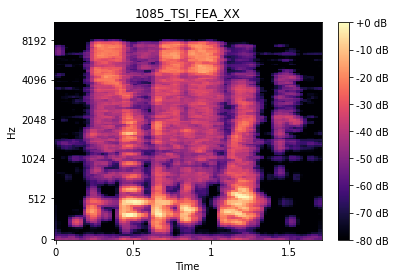 1085_TSI_FEA_XX
8192
4096
2048
1024
512
0
Hz
0
0.5
1
1.5
Time
+0 dB
-10 dB
-20 dB
-30 dB
-40 dB
-50 dB
-60 dB
-70 dB
-80 dB